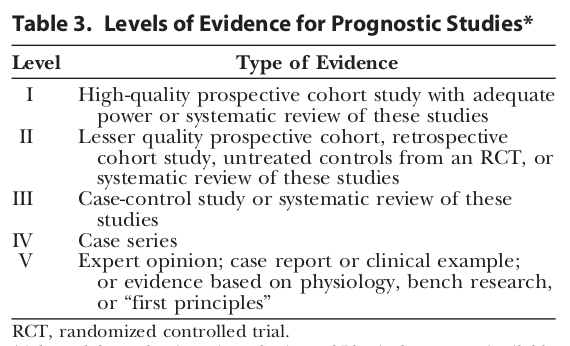 Table 3. Levels of Evidence for Prognostic Studies*
Level Type of Evidence
I High-quality prospective cohort study with adequate
power or systematic review of these studies
II Lesser quality prospective cohort, retrospective
cohort study, untreated controls from an RCT, or
systematic review of these studies
III Case-control study or systematic review of these
studies
IV Case series
V Expert opinion; case report or clinical example;
or evidence based on physiology, bench research,
or “first principles”
RCT, randomized controlled trial.